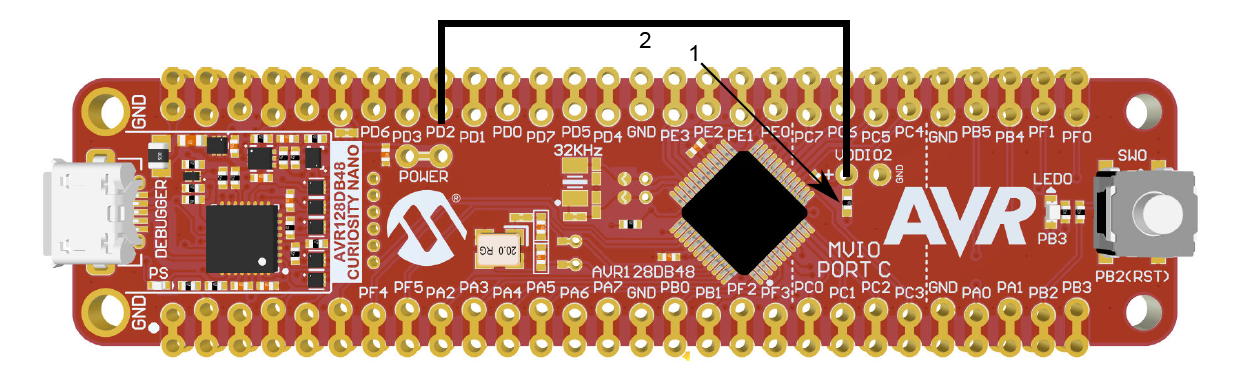 2
1
GND
PD6
PD3
PD2
PD1
PD0
PD7
PD5
PD4
GND
PE3
PE2
PE1
PE0
PC7
PC6
PC5
PC4
GND
PB5
PB4
PF1
PF0
32KHz
VDDIO2
+
GND
SW0
POWER
LED0
DEBUGGER
AVR128DB48
CURIOSITY NANO
®
AVR
PB3
20.0 RG
MVIO
PORT C
AVR128DB48
PS
PB2(RST)
GND
PF4
PF5
PA2
PA3
PA4
PA5
PA6
PA7
GND
PB0
PB1
PF2
PF3
PC0
PC1
PC2
PC3
GND
PA0
PA1
PB2
PB3